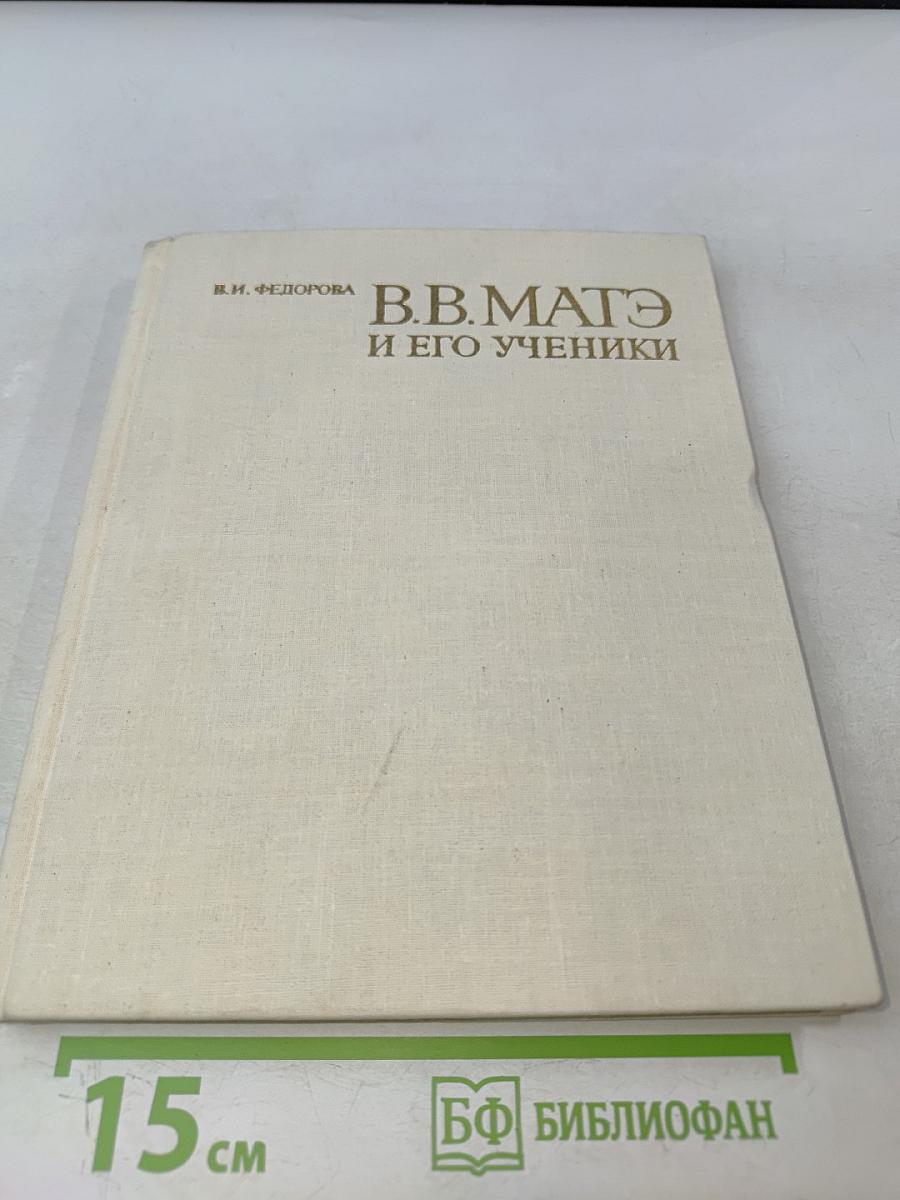 В.И. ФЕДОРОВА
В.В. МАТЭ
И ЕГО УЧЕНИКИ
15 см
БФ БИБЛИОФАН